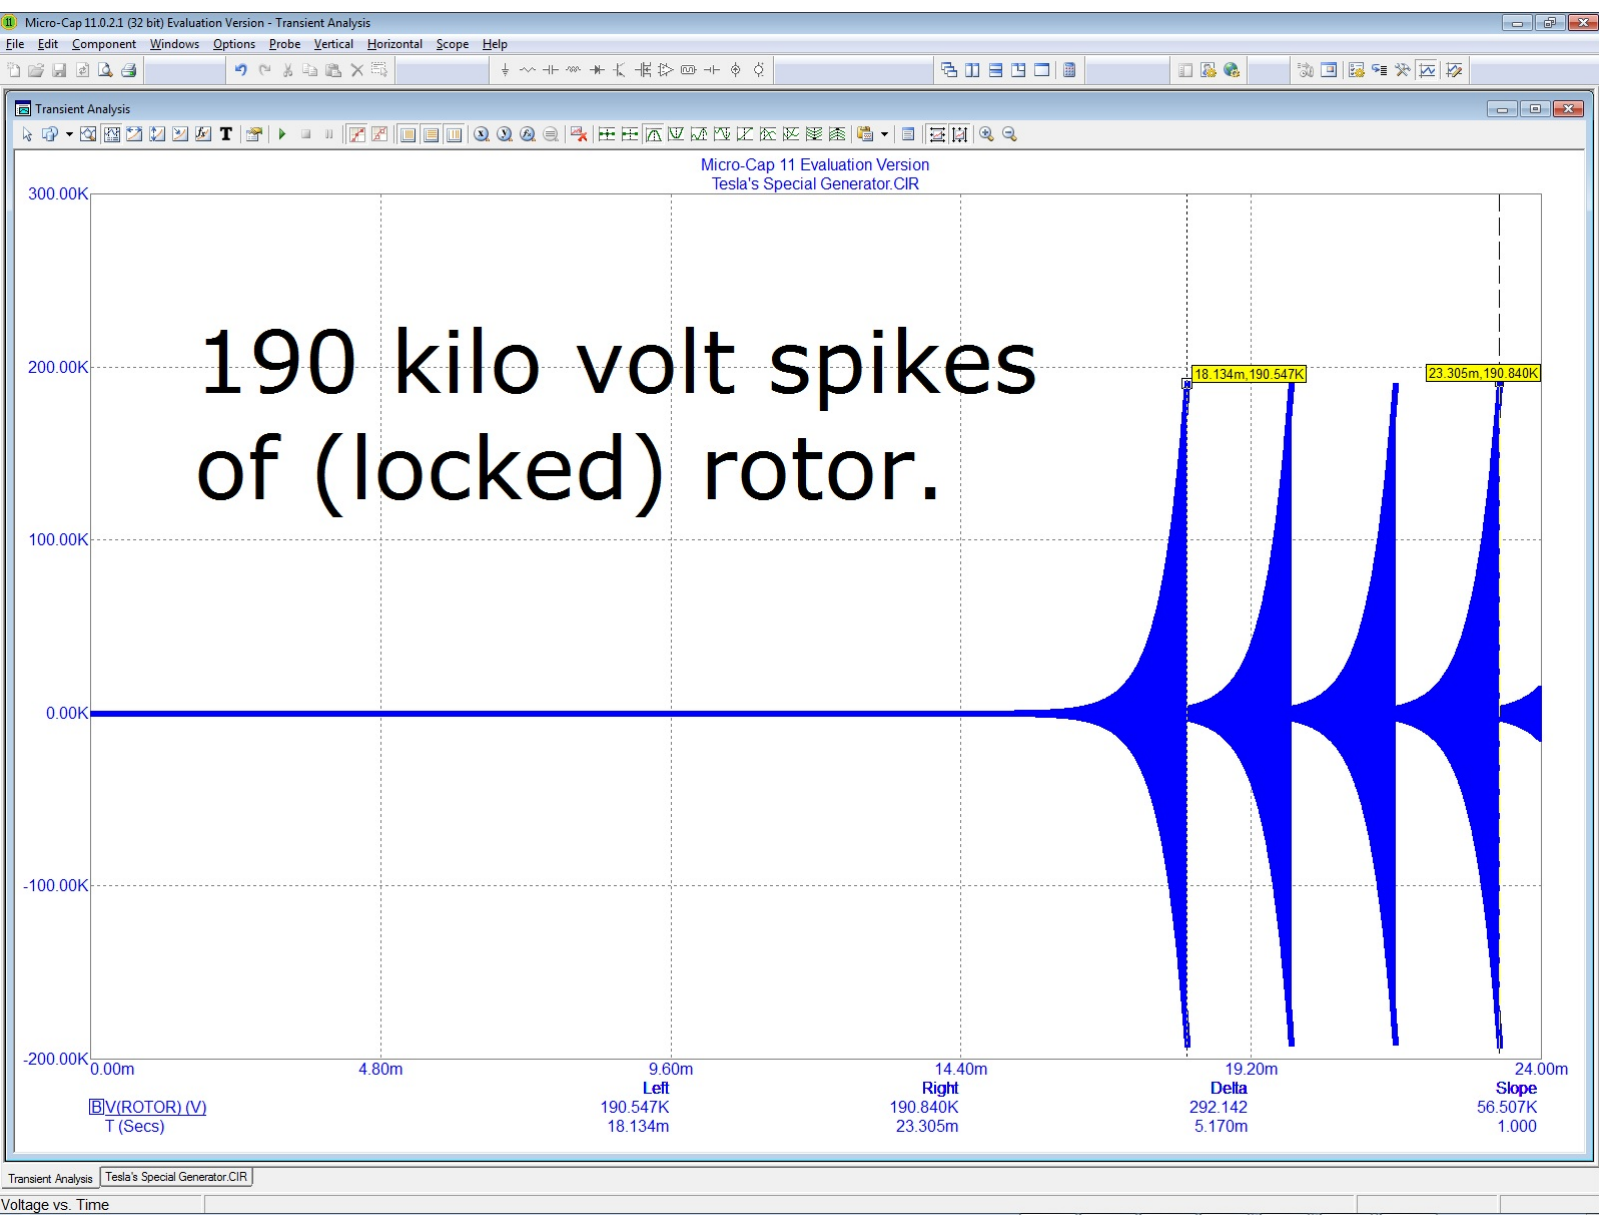 Micro-Cap 11.0.2.1 (32 bit) Evaluation Version - Transient Analysis
File Edit Component Windows Options Probe Vertical Horizontal Scope Help
Transient Analysis
T
Micro-Cap 11 Evaluation Version
Tesla's Special Generator.CIR
300.00K
200.00K
100.00K
0.00K
-100.00K
-200.00K
190 kilo volt spikes
of (locked) rotor.
18.134m,190.547K
23.305m,190.840K
0.00m 4.80m 9.60m 14.40m 19.20m 24.00m
Left Right Delta Slope
B V(ROTOR) (V) 190.547K 190.840K 292.142 56.507K
T (Secs) 18.134m 23.305m 5.170m 1.000
Transient Analysis Tesla's Special Generator.CIR
Voltage vs. Time